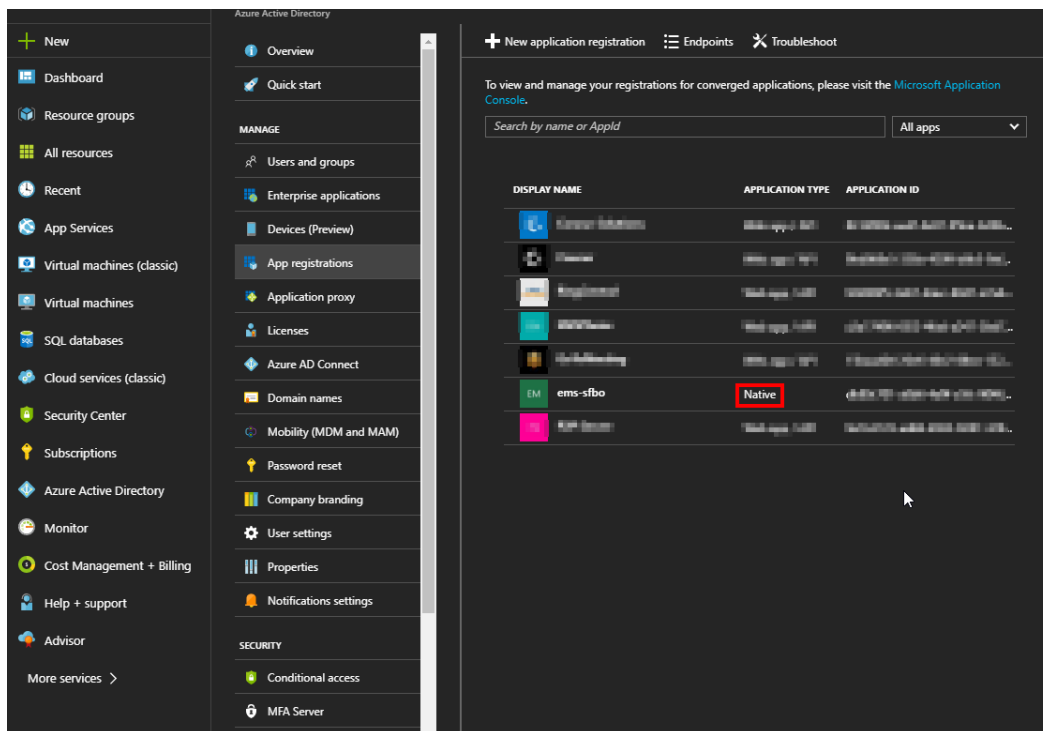 Azure Active Directory
New
Dashboard
Resource groups
All resources
Recent
App Services
Virtual machines (classic)
Virtual machines
SQL databases
Cloud services (classic)
Security Center
Subscriptions
Azure Active Directory
Monitor
Cost Management + Billing
Help + support
Advisor
More services
Overview
Quick start
MANAGE
Users and groups
Enterprise applications
Devices (Preview)
App registrations
Application proxy
Licenses
Azure AD Connect
Domain names
Mobility (MDM and MAM)
Password reset
Company branding
User settings
Properties
Notifications settings
SECURITY
Conditional access
MFA Server
New application registration Endpoints Troubleshoot
To view and manage your registrations for converged applications, please visit the Microsoft Application
Console.
Search by name or AppId All apps
DISPLAY NAME APPLICATION TYPE APPLICATION ID
EM ems-sfbo Native